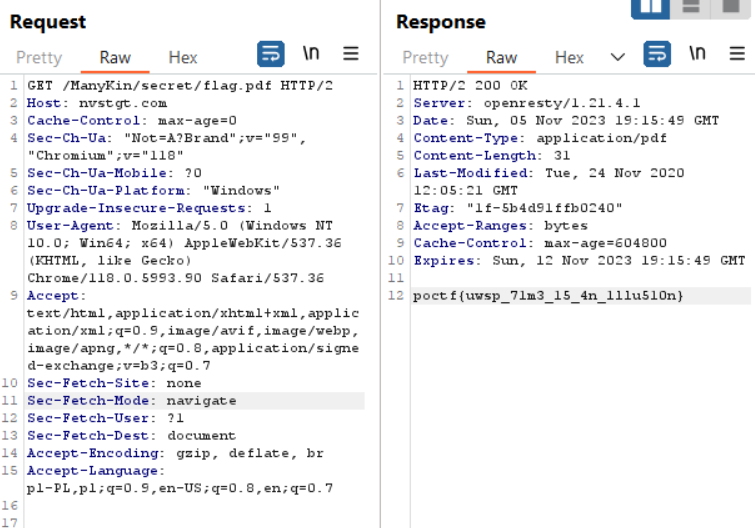 Request
Pretty Raw Hex \n
1 GET /ManyKin/secret/flag.pdf HTTP/2
2 Host: nvstgt.com
3 Cache-Control: max-age=0
4 Sec-Ch-Ua: "Not=A?Brand";v="99",
"Chromium";v="118"
5 Sec-Ch-Ua-Mobile: ?0
6 Sec-Ch-Ua-Platform: "Windows"
7 Upgrade-Insecure-Requests: 1
8 User-Agent: Mozilla/5.0 (Windows NT
10.0; Win64; x64) AppleWebKit/537.36
(KHTML, like Gecko)
Chrome/118.0.5993.90 Safari/537.36
9 Accept:
text/html,application/xhtml+xml,applic
ation/xml;q=0.9,image/avif,image/webp,
image/apng,*/*;q=0.8,application/signe
d-exchange;v=b3;q=0.7
10 Sec-Fetch-Site: none
11 Sec-Fetch-Mode: navigate
12 Sec-Fetch-User: ?1
13 Sec-Fetch-Dest: document
14 Accept-Encoding: gzip, deflate, br
15 Accept-Language:
pl-PL,pl;q=0.9,en-US;q=0.8,en;q=0.7
16
17
Response
Pretty Raw Hex \n
1 HTTP/2 200 OK
2 Server: openresty/1.21.4.1
3 Date: Sun, 05 Nov 2023 19:15:49 GMT
4 Content-Type: application/pdf
5 Content-Length: 31
6 Last-Modified: Tue, 24 Nov 2020
12:05:21 GMT
7 Etag: "1f-5b4d91ffb0240"
8 Accept-Ranges: bytes
9 Cache-Control: max-age=604800
10 Expires: Sun, 12 Nov 2023 19:15:49 GMT
11
12 poctf{uwsp_71m3_15_4n_1llu510n}